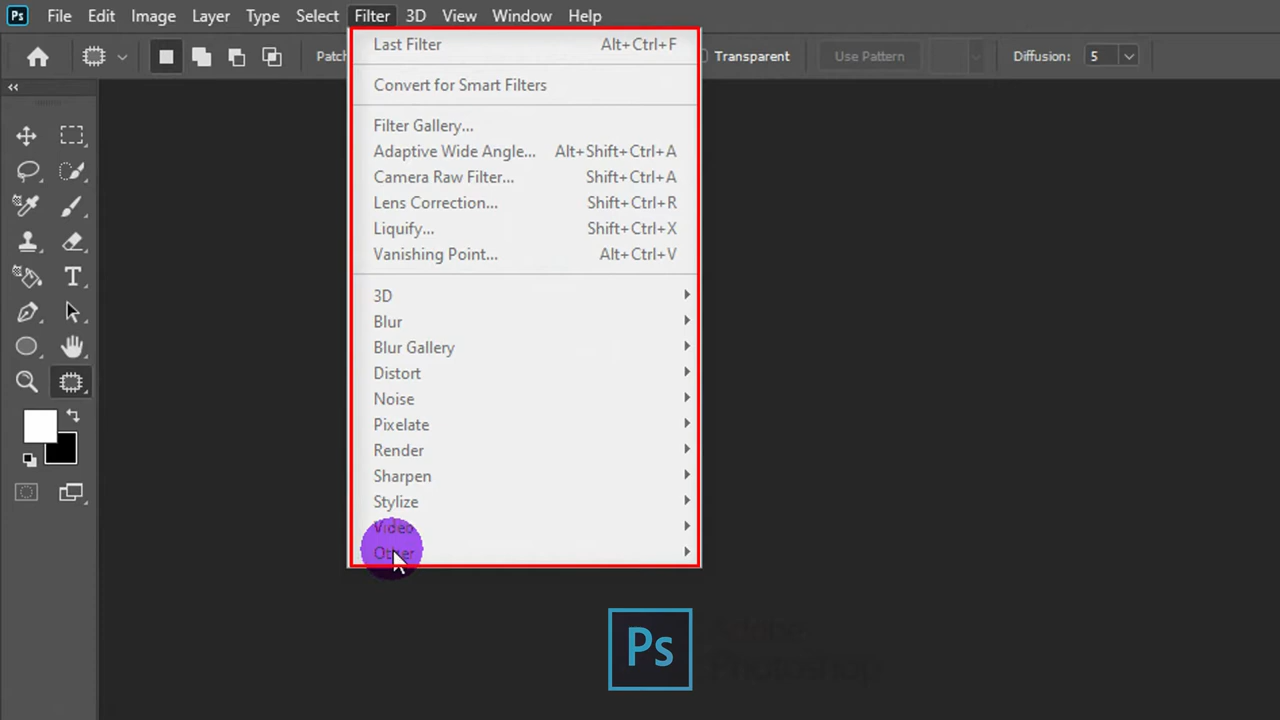 Ps File Edit Image Layer Type Select Filter 3D View Window Help
Patch Transparent Use Pattern Diffusion: 5
Last Filter Alt+Ctrl+F
Convert for Smart Filters
Filter Gallery...
Adaptive Wide Angle... Alt+Shift+Ctrl+A
Camera Raw Filter... Shift+Ctrl+A
Lens Correction... Shift+Ctrl+R
Liquify... Shift+Ctrl+X
Vanishing Point... Alt+Ctrl+V
3D
Blur
Blur Gallery
Distort
Noise
Pixelate
Render
Sharpen
Stylize
Video
Other
Ps
Adobe
Photoshop